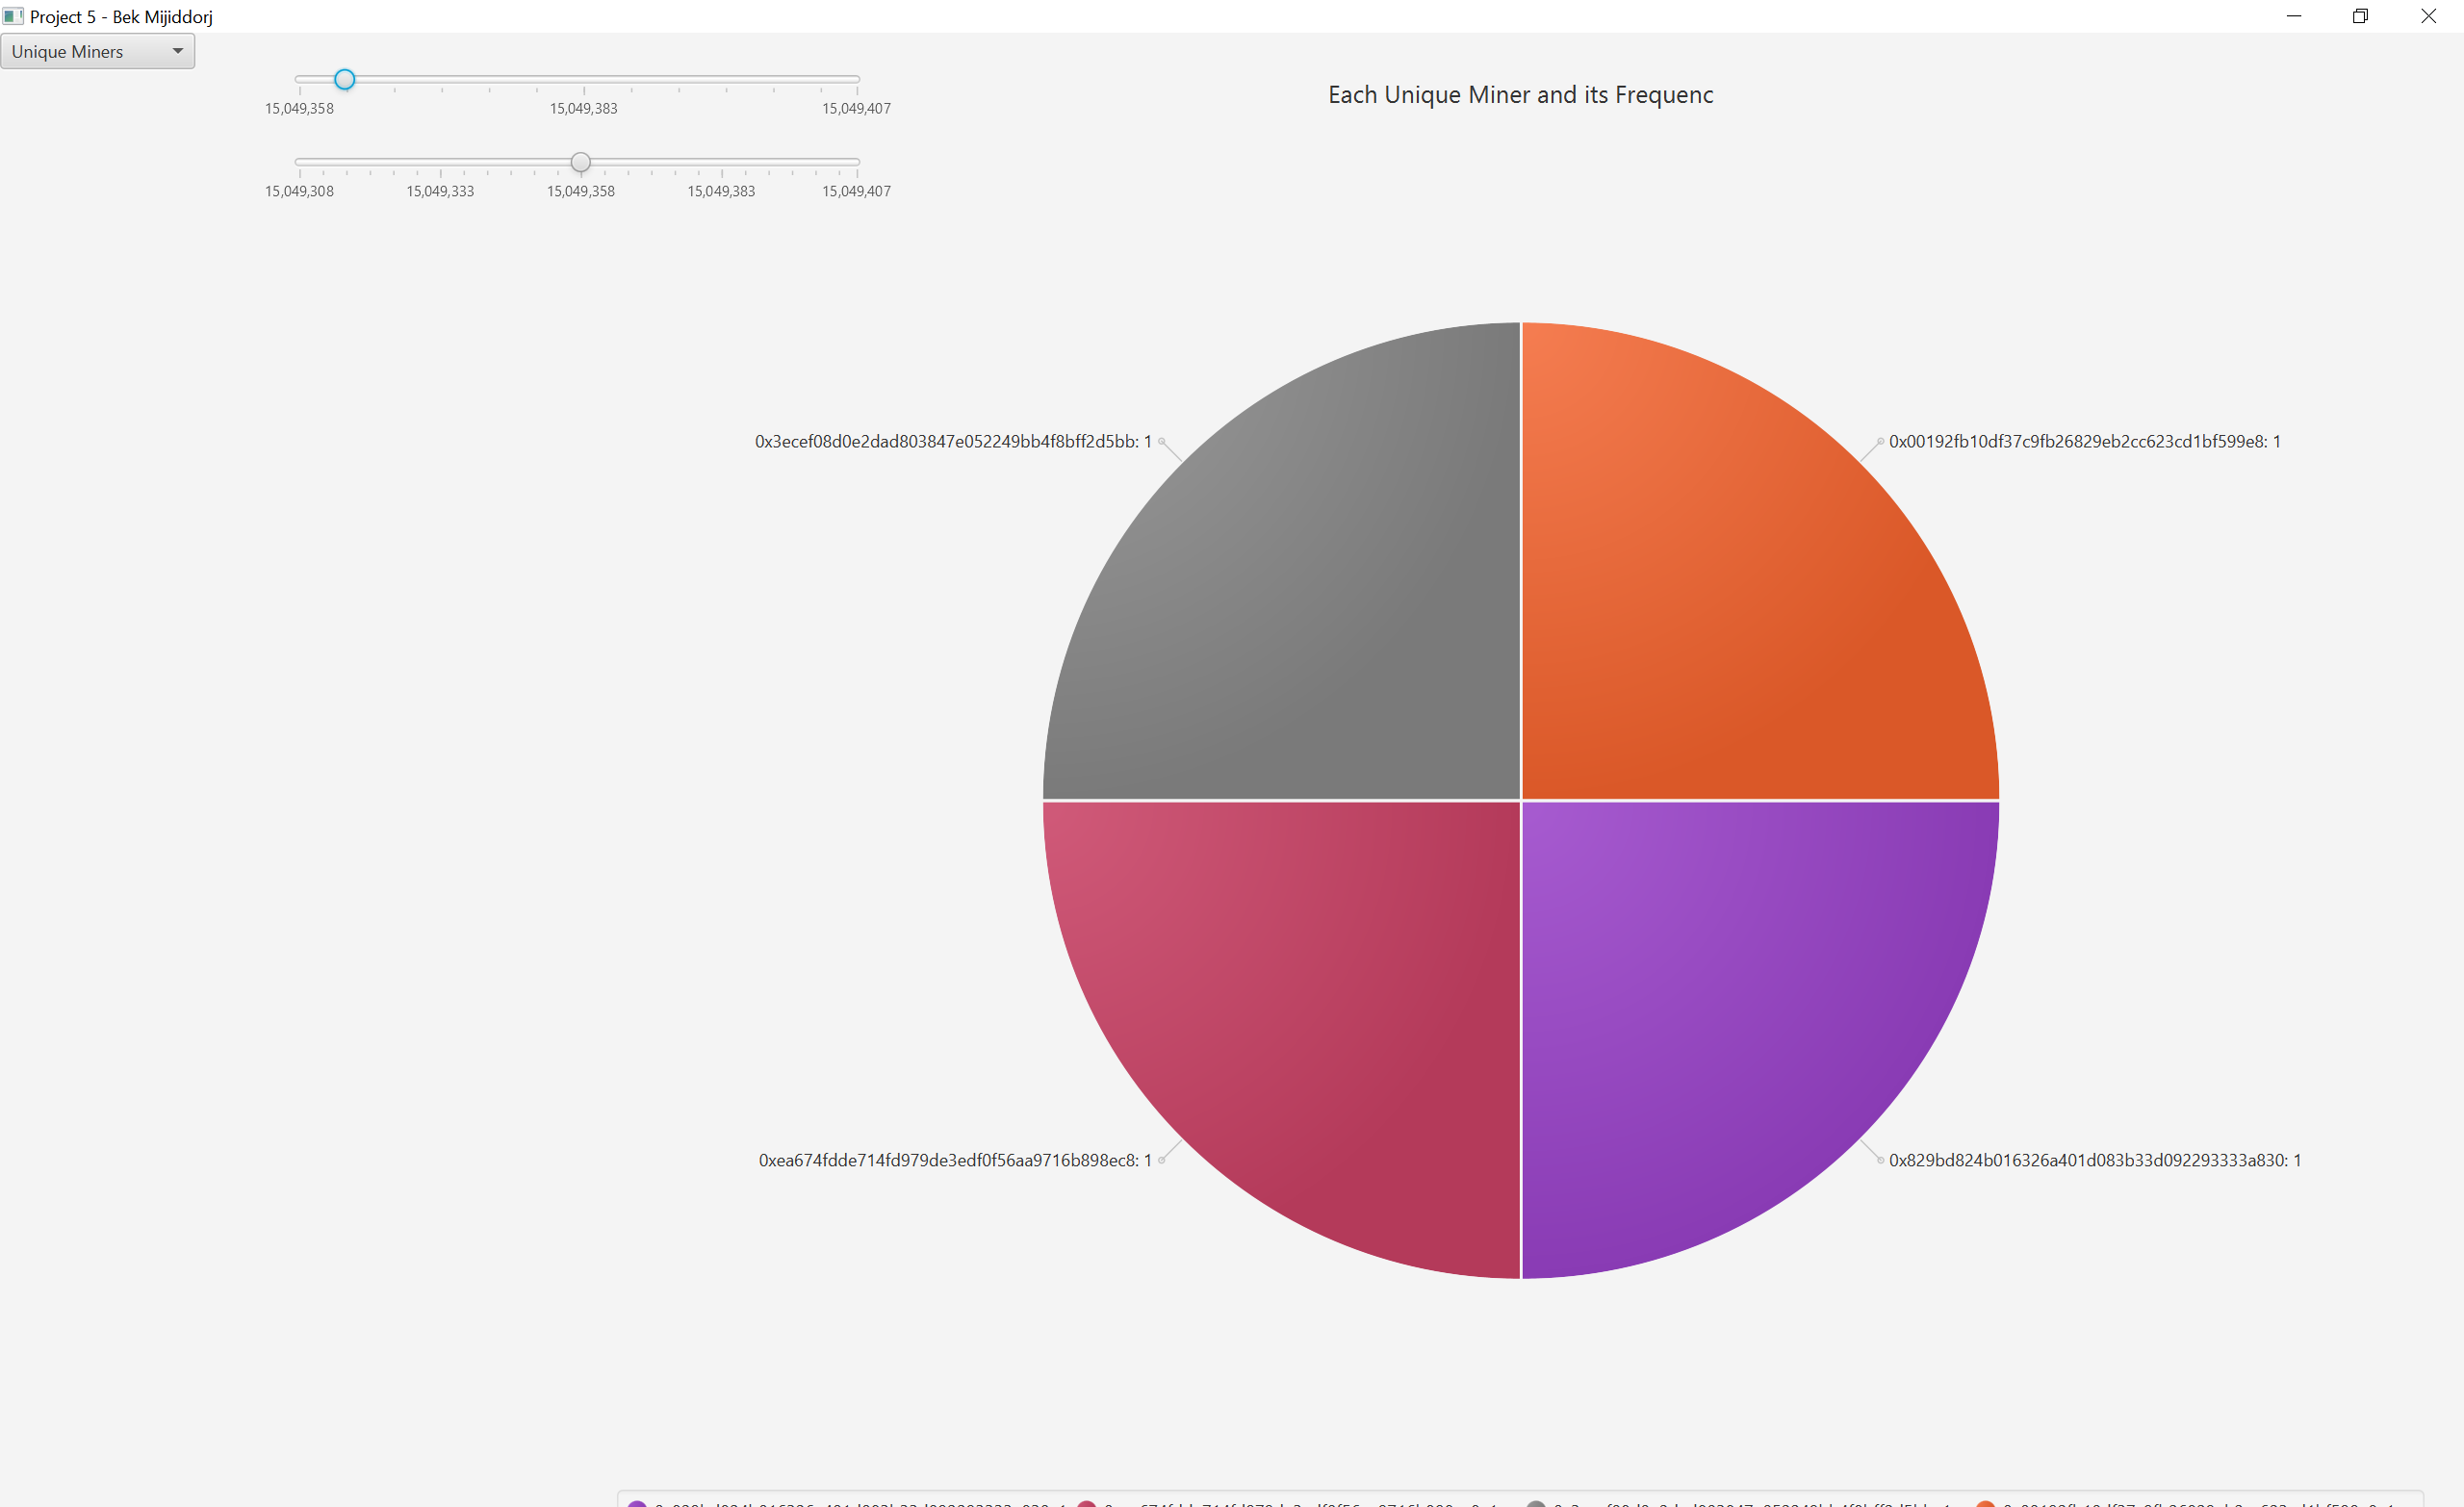 Project 5 - Bek Mijiddorj
Unique Miners
15,049,358 15,049,383 15,049,407
Each Unique Miner and its Frequenc
15,049,308 15,049,333 15,049,358 15,049,383 15,049,407
0x3ecef08d0e2dad803847e052249bb4f8bff2d5bb: 1
0x00192fb10df37c9fb26829eb2cc623cd1bf599e8: 1
0xea674fdde714fd979de3edf0f56aa9716b898ec8: 1
0x829bd824b016326a401d083b33d092293333a830: 1